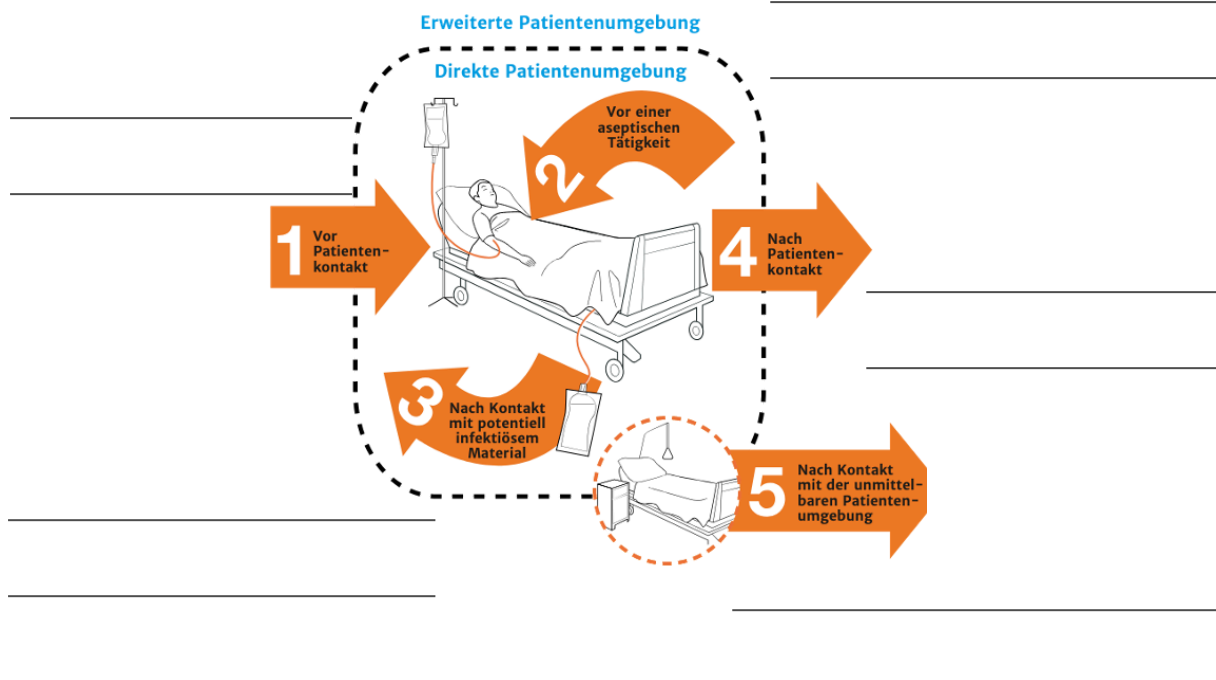 Erweiterte Patientenumgebung
Direkte Patientenumgebung
1
Vor
Patienten-
kontakt
2
Vor einer
aseptischen
Tätigkeit
3
Nach Kontakt
mit potentiell
infektiösem
Material
4
Nach
Patienten-
kontakt
5
Nach Kontakt
mit der unmittel-
baren Patienten-
umgebung